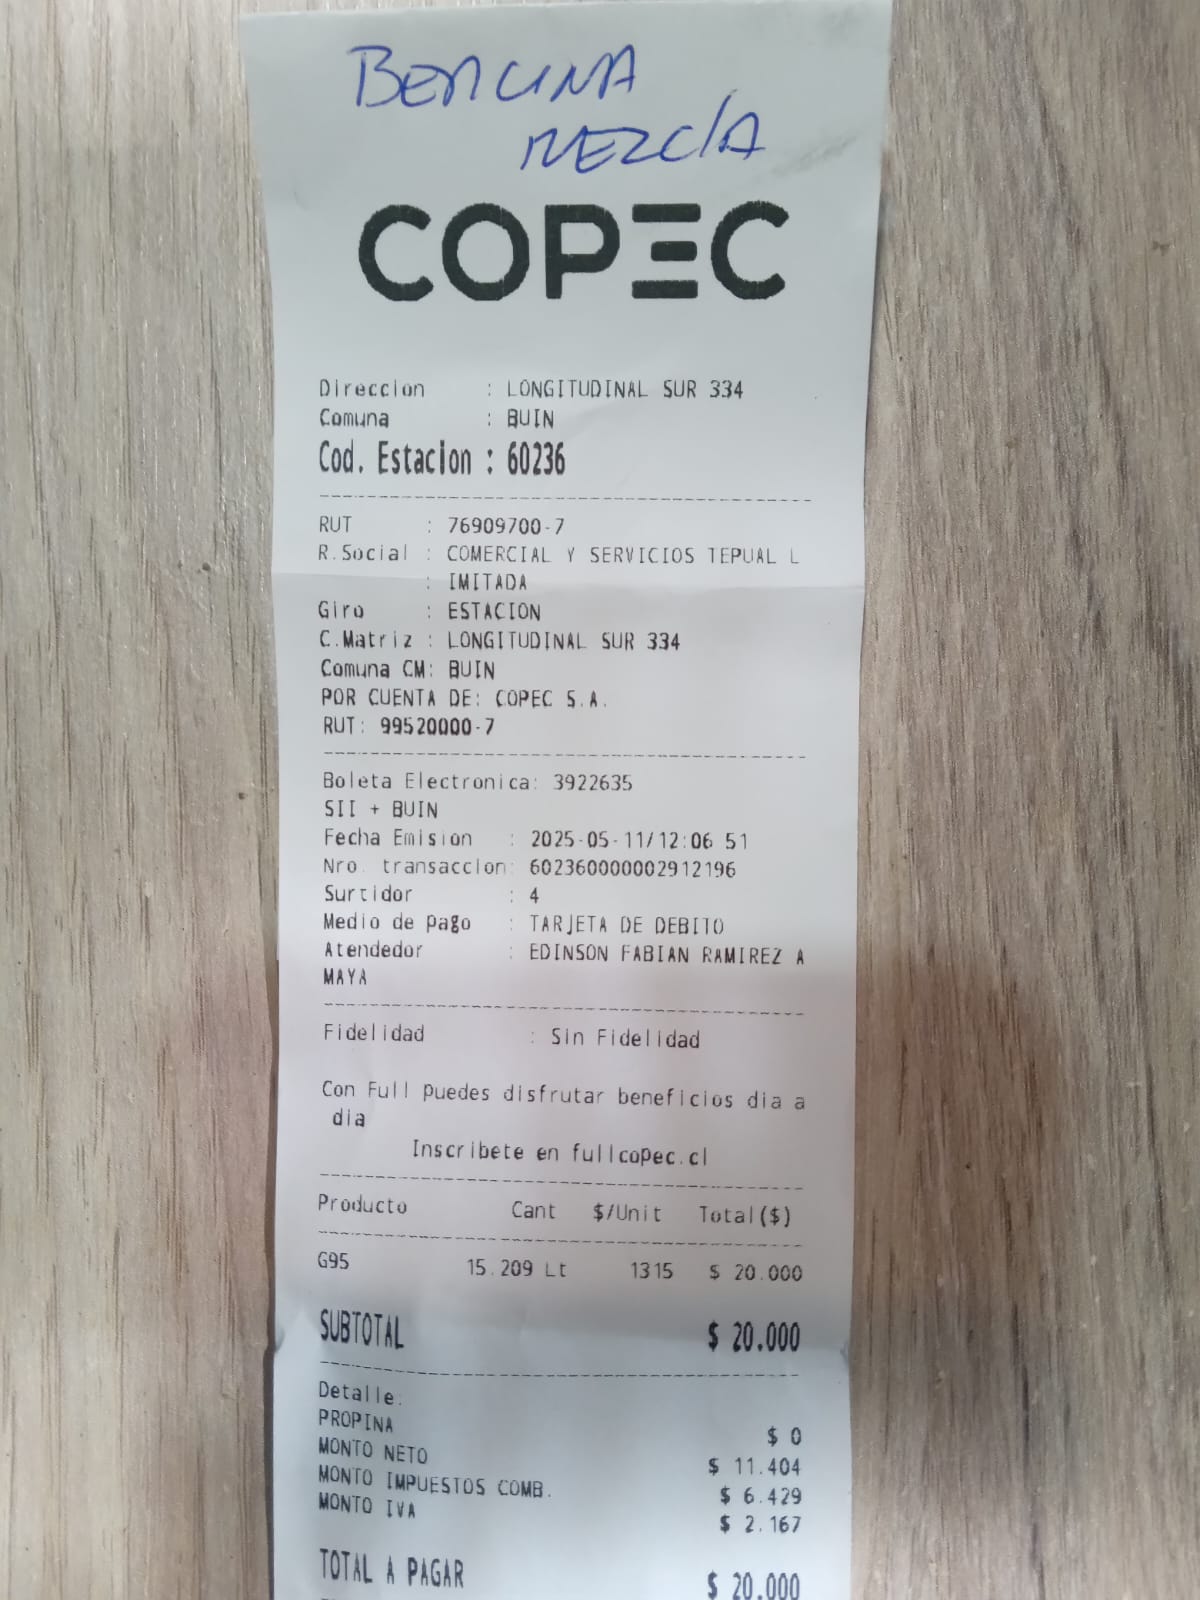 BENCINA
MEZCLA
COPEC
Direccion : LONGITUDINAL SUR 334
Comuna : BUIN
Cod. Estacion : 60236
RUT : 76909700-7
R.Social : COMERCIAL Y SERVICIOS TEPUAL L
: IMITADA
Giro : ESTACION
C.Matriz : LONGITUDINAL SUR 334
Comuna CM: BUIN
POR CUENTA DE: COPEC S.A.
RUT: 99520000-7
Boleta Electronica: 3922635
SII + BUIN
Fecha Emision : 2025-05-11/12:06 51
Nro. transaccion: 602360000002912196
Surtidor : 4
Medio de pago : TARJETA DE DEBITO
Atendedor : EDINSON FABIAN RAMIREZ A
MAYA
Fidelidad : Sin Fidelidad
Con Full puedes disfrutar beneficios dia a
dia
Inscribete en fullcopec.cl
Producto Cant $/Unit Total($)
G95 15.209 Lt 1315 $ 20.000
SUBTOTAL $ 20.000
Detalle:
PROPINA $ 0
MONTO NETO $ 11.404
MONTO IMPUESTOS COMB. $ 6.429
MONTO IVA $ 2.167
TOTAL A PAGAR $ 20.000